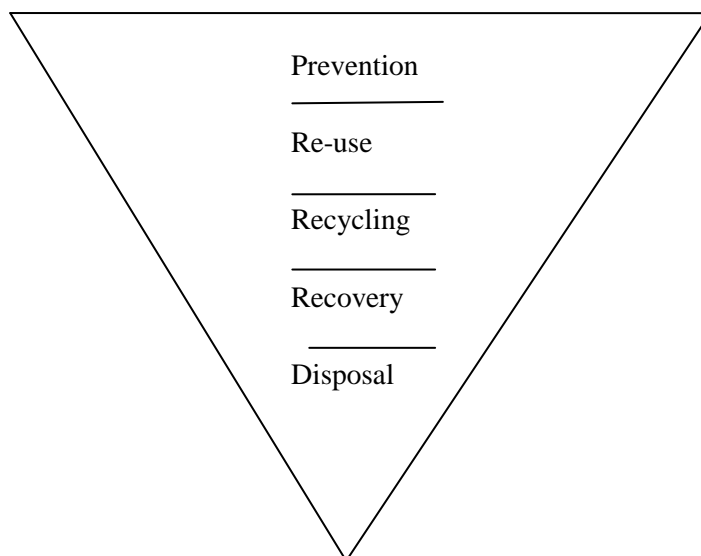 Prevention
Re-use
Recycling
Recovery
Disposal